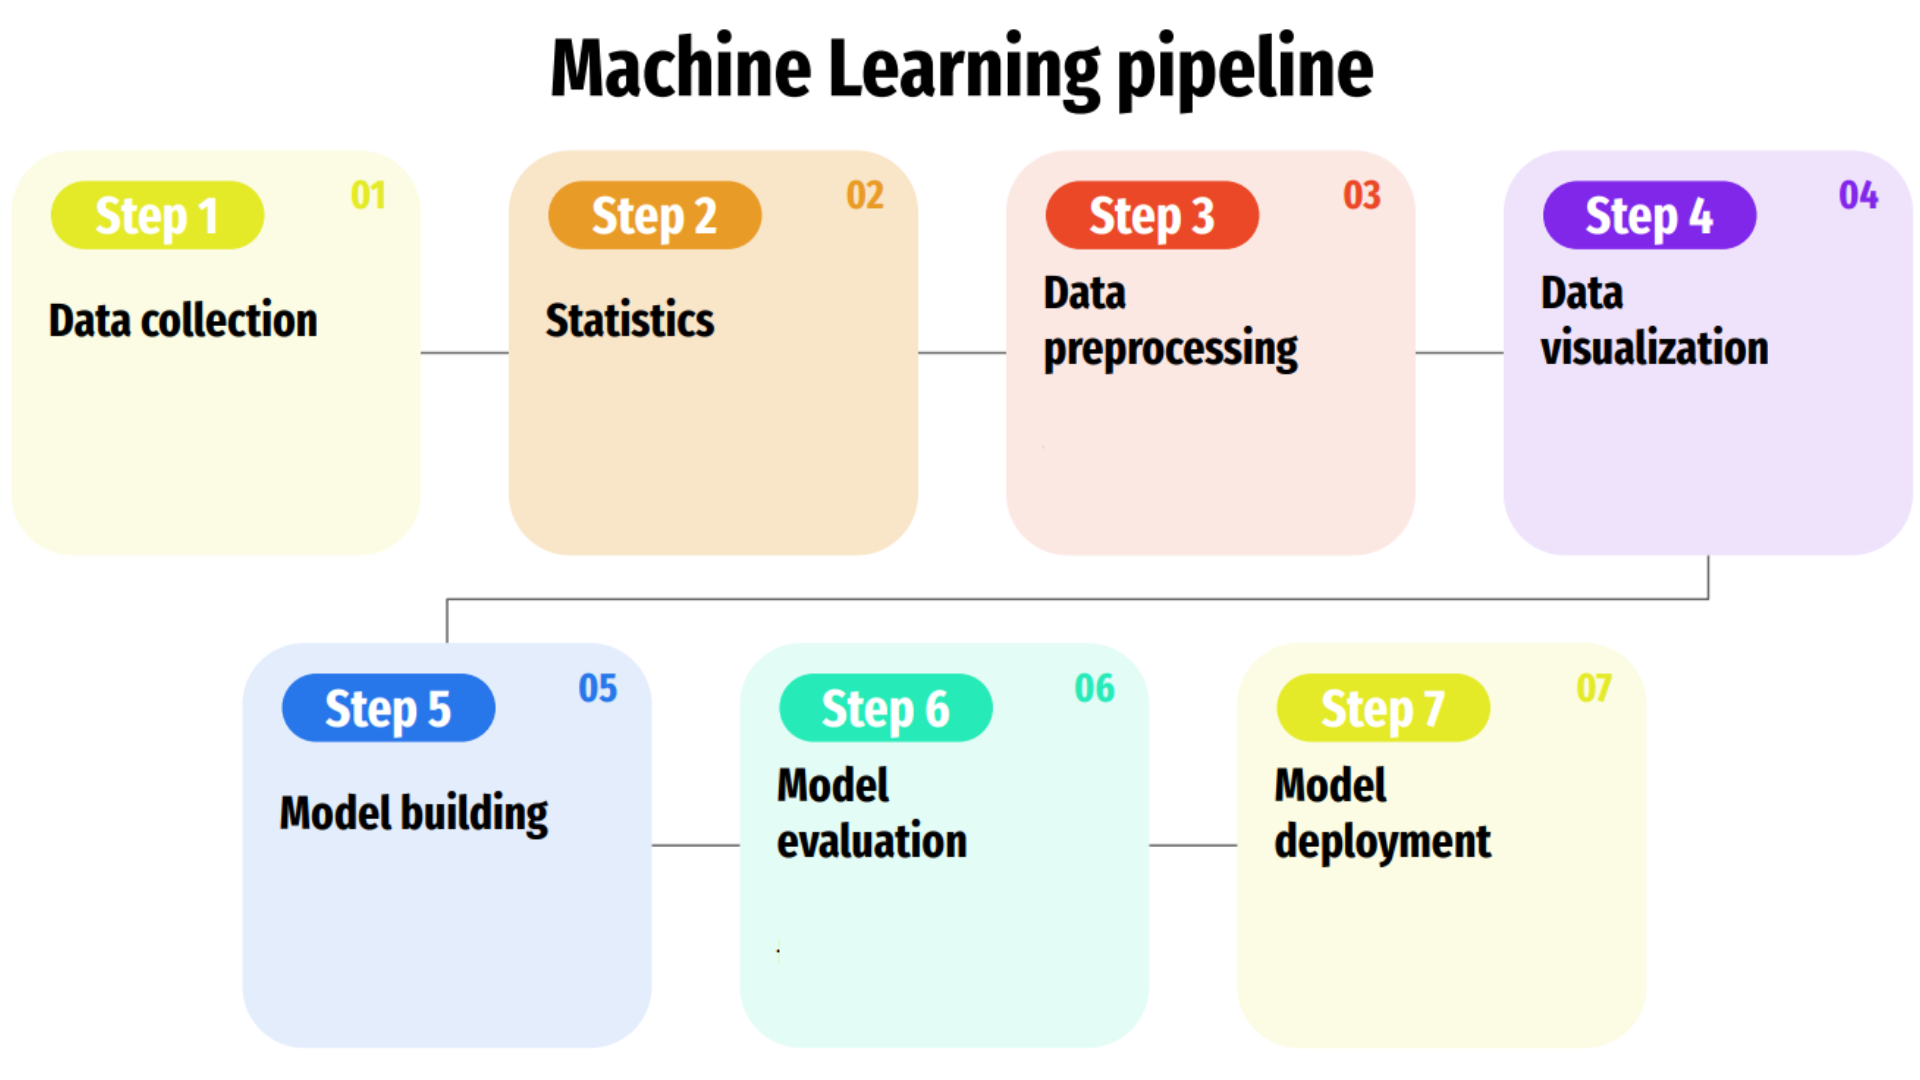 Machine Learning pipeline
Step 1
01
Data collection
Step 2
02
Statistics
Step 3
03
Data
preprocessing
Step 4
04
Data
visualization
Step 5
05
Model building
Step 6
06
Model
evaluation
Step 7
07
Model
deployment